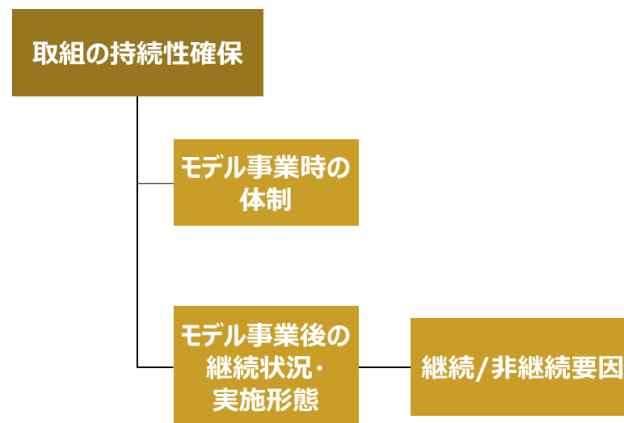 取組の持続性確保
モデル事業時の
体制
モデル事業後の
継続状況・
実施形態
継続/非継続要因